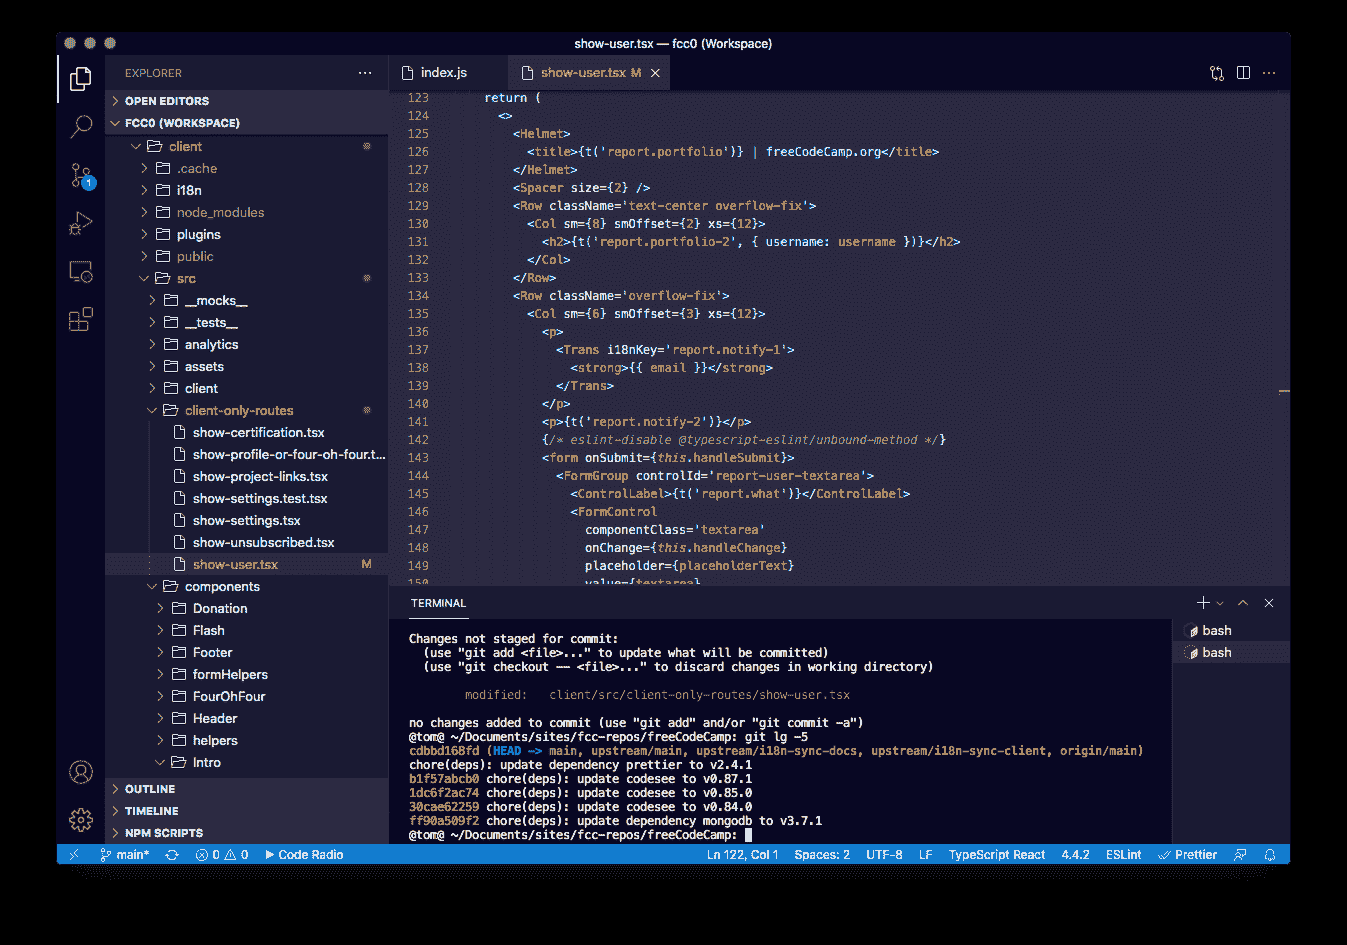 show-user.tsx — fcc0 (Workspace)
EXPLORER
OPEN EDITORS
FCC0 (WORKSPACE)
client
.cache
i18n
node_modules
plugins
public
src
__mocks__
__tests__
analytics
assets
client
client-only-routes
show-certification.tsx
show-profile-or-four-oh-four.t...
show-project-links.tsx
show-settings.test.tsx
show-settings.tsx
show-unsubscribed.tsx
show-user.tsx M
components
Donation
Flash
Footer
formHelpers
FourOhFour
Header
helpers
Intro
OUTLINE
TIMELINE
NPM SCRIPTS
1
index.js
show-user.tsx M
123 return (
124 <>
125 <Helmet>
126 <title>{t('report.portfolio')} | freeCodeCamp.org</title>
127 </Helmet>
128 <Spacer size={2} />
129 <Row className='text-center overflow-fix'>
130 <Col sm={8} smOffset={2} xs={12}>
131 <h2>{t('report.portfolio-2', { username: username })}</h2>
132 </Col>
133 </Row>
134 <Row className='overflow-fix'>
135 <Col sm={6} smOffset={3} xs={12}>
136 <p>
137 <Trans i18nKey='report.notify-1'>
138 <strong>{{ email }}</strong>
139 </Trans>
140 </p>
141 <p>{t('report.notify-2')}</p>
142 {/* eslint-disable @typescript-eslint/unbound-method */}
143 <form onSubmit={this.handleSubmit}>
144 <FormGroup controlId='report-user-textarea'>
145 <ControlLabel>{t('report.what')}</ControlLabel>
146 <FormControl
147 componentClass='textarea'
148 onChange={this.handleChange}
149 placeholder={placeholderText}
150 value={textarea}
TERMINAL
bash
bash
Changes not staged for commit:
(use "git add <file>..." to update what will be committed)
(use "git checkout -- <file>..." to discard changes in working directory)
modified: client/src/client-only-routes/show-user.tsx
no changes added to commit (use "git add" and/or "git commit -a")
@tom@ ~/Documents/sites/fcc-repos/freeCodeCamp: git lg -5
cdbbd168fd (HEAD -> main, upstream/main, upstream/i18n-sync-docs, upstream/i18n-sync-client, origin/main)
chore(deps): update dependency prettier to v2.4.1
b1f57abcb0 chore(deps): update codesee to v0.87.1
1dc6f2ac74 chore(deps): update codesee to v0.85.0
30cae62259 chore(deps): update codesee to v0.84.0
ff90a509f2 chore(deps): update dependency mongodb to v3.7.1
@tom@ ~/Documents/sites/fcc-repos/freeCodeCamp:
main* 0 0 Code Radio Ln 122, Col 1 Spaces: 2 UTF-8 LF TypeScript React 4.4.2 ESLint Prettier